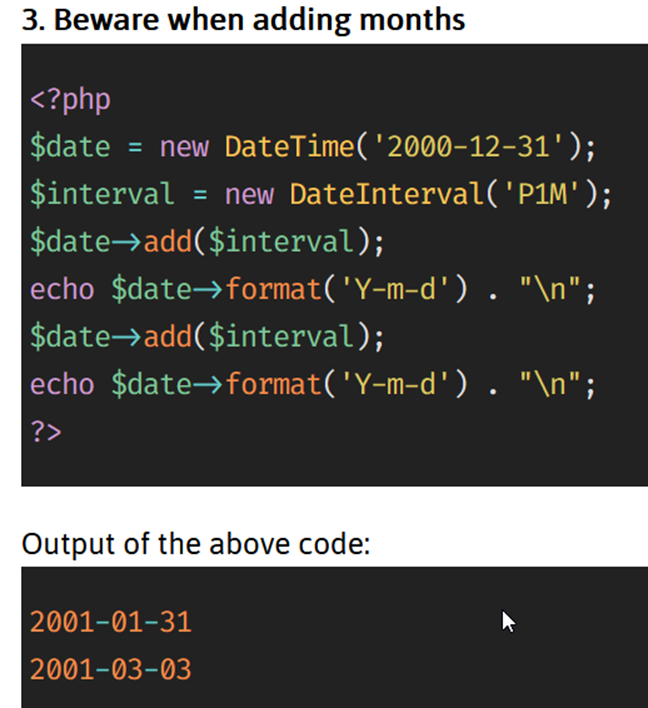 3. Beware when adding months
<?php
$date = new DateTime('2000-12-31');
$interval = new DateInterval('P1M');
$date->add($interval);
echo $date->format('Y-m-d') . "\n";
$date->add($interval);
echo $date->format('Y-m-d') . "\n";
?>
Output of the above code:
2001-01-31
2001-03-03